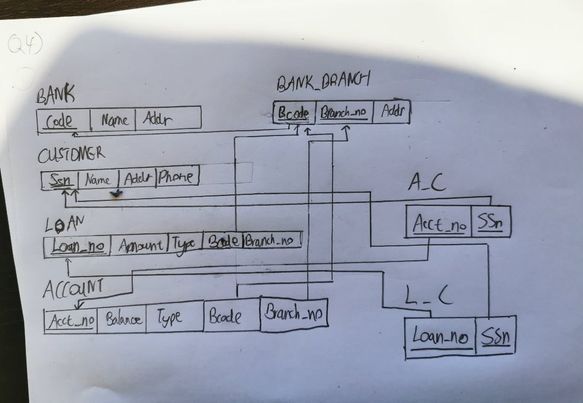 Q4)
BANK
Code Name Addr
BANK_BRANCH
Bcode Branch_no Addr
CUSTOMER
Ssn Name Addr Phone
A_C
Acct_no SSn
LOAN
Loan_no Amount Type Bcode Branch_no
ACCOUNT
Acct_no Balance Type Bcode Branch_no
L_C
Loan_no SSn